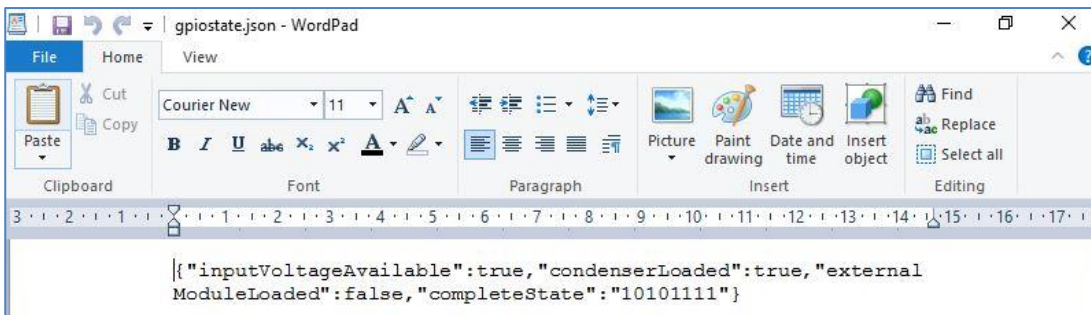 gpiostate.json - WordPad
File Home View
Cut
Copy
Paste
Clipboard
Courier New 11 A A
B I U abc X₂ X² A
Font
Paragraph
Picture
Paint drawing
Date and time
Insert object
Insert
Find
Replace
Select all
Editing
3 2 1 1 2 3 4 5 6 7 8 9 10 11 12 13 14 15 16 17
{"inputVoltageAvailable":true,"condenserLoaded":true,"external
ModuleLoaded":false,"completeState":"10101111"}